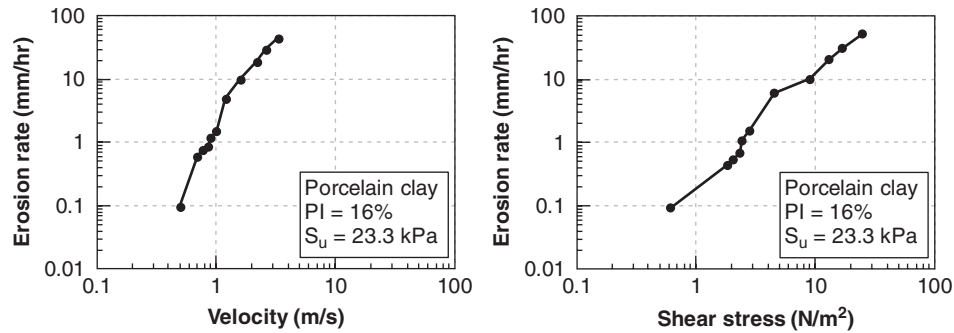 Erosion rate (mm/hr)
100
10
1
0.1
0.01
0.1
1
10
100
Velocity (m/s)
Porcelain clay
PI = 16%
Sᵤ = 23.3 kPa
Erosion rate (mm/hr)
100
10
1
0.1
0.01
0.1
1
10
100
Shear stress (N/m²)
Porcelain clay
PI = 16%
Sᵤ = 23.3 kPa